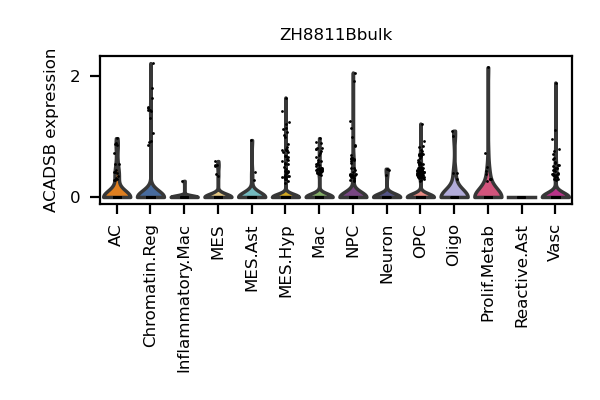 ZH8811Bbulk
ACADSB expression
2
0
AC
Chromatin.Reg
Inflammatory.Mac
MES
MES.Ast
MES.Hyp
Mac
NPC
Neuron
OPC
Oligo
Prolif.Metab
Reactive.Ast
Vasc